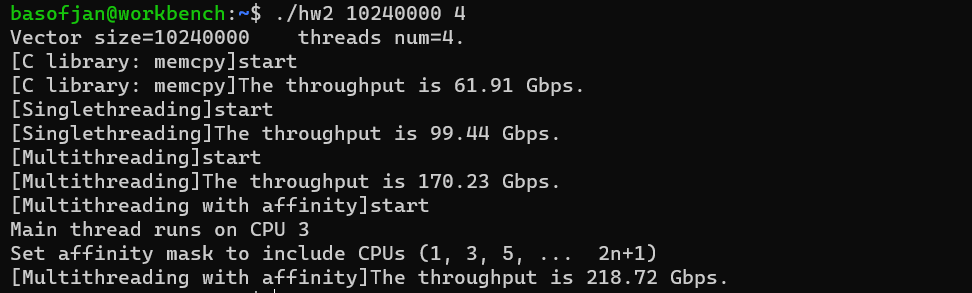 basofjan@workbench:~$ ./hw2 10240000 4
Vector size=10240000    threads num=4.
[C library: memcpy]start
[C library: memcpy]The throughput is 61.91 Gbps.
[Singlethreading]start
[Singlethreading]The throughput is 99.44 Gbps.
[Multithreading]start
[Multithreading]The throughput is 170.23 Gbps.
[Multithreading with affinity]start
Main thread runs on CPU 3
Set affinity mask to include CPUs (1, 3, 5, ...  2n+1)
[Multithreading with affinity]The throughput is 218.72 Gbps.